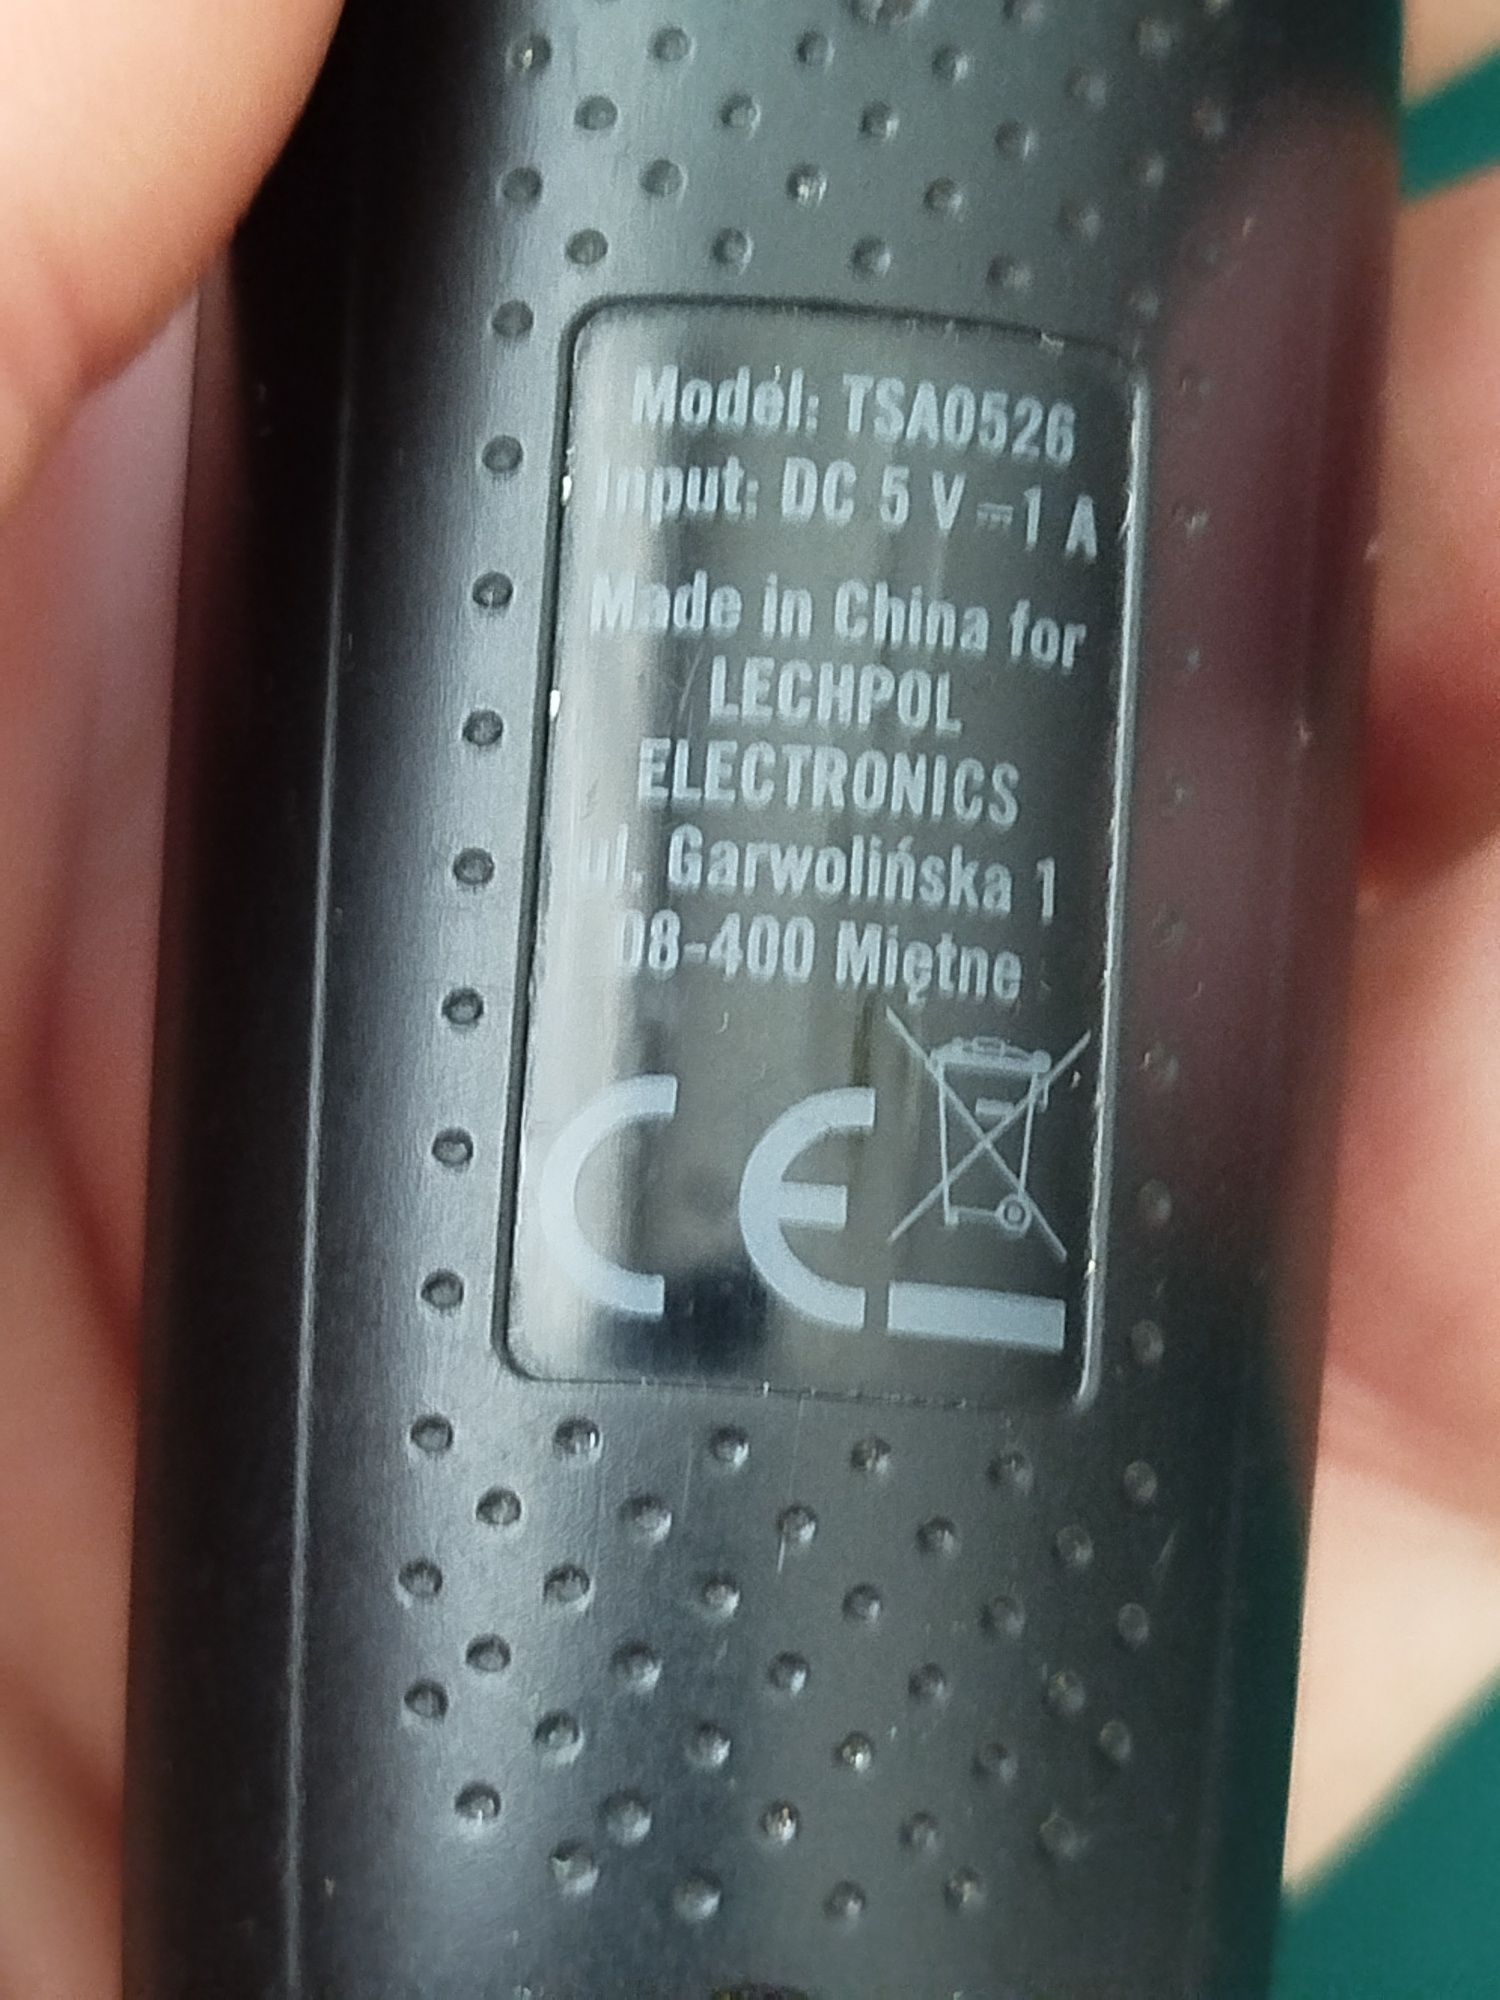 Model: TSA0526
Input: DC 5 V ⎓ 1 A
Made in China for
LECHPOL
ELECTRONICS
ul. Garwolińska 1
08-400 Miętne
CE